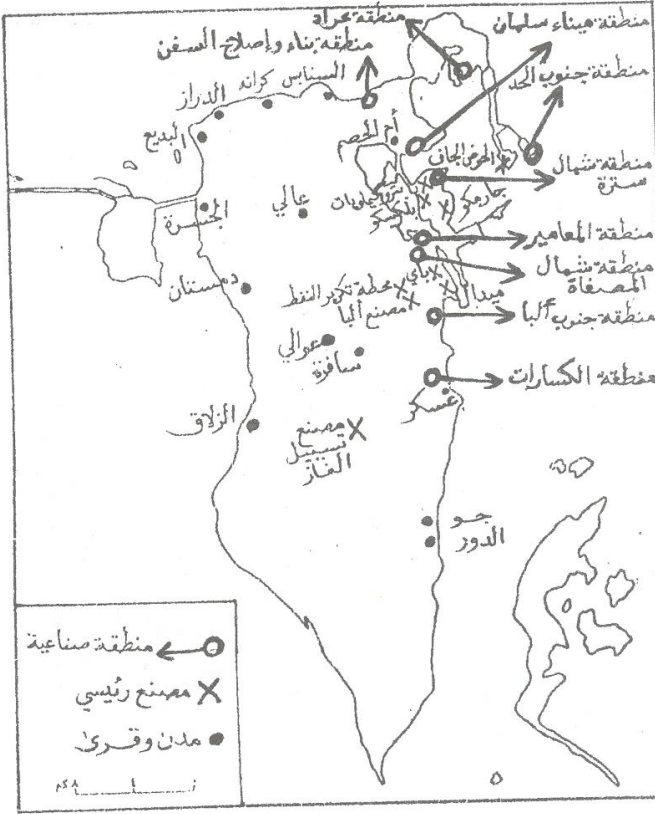 منطقة عراد
منطقة ميناء سلمان
منطقة بناء وإصلاح السفن
منطقة جنوب الحد
السنابس
كرانه
الدراز
البديع
أم الحصم
الحوض الجاف
منطقة شمال
سترة
الجسرة
عالي
منطقة المعامير
منطقة شمال
المصفاة
دمستان
محطة تكرير النفط
ميدال
مصنع ألبا
منطقة جنوب ألبا
عوالي
سافرة
منطقة الكسارات
عسكر
الزلاق
مصنع
تسييل
الغاز
جو
الدور
منطقة صناعية
مصنع رئيسي
مدن وقرى